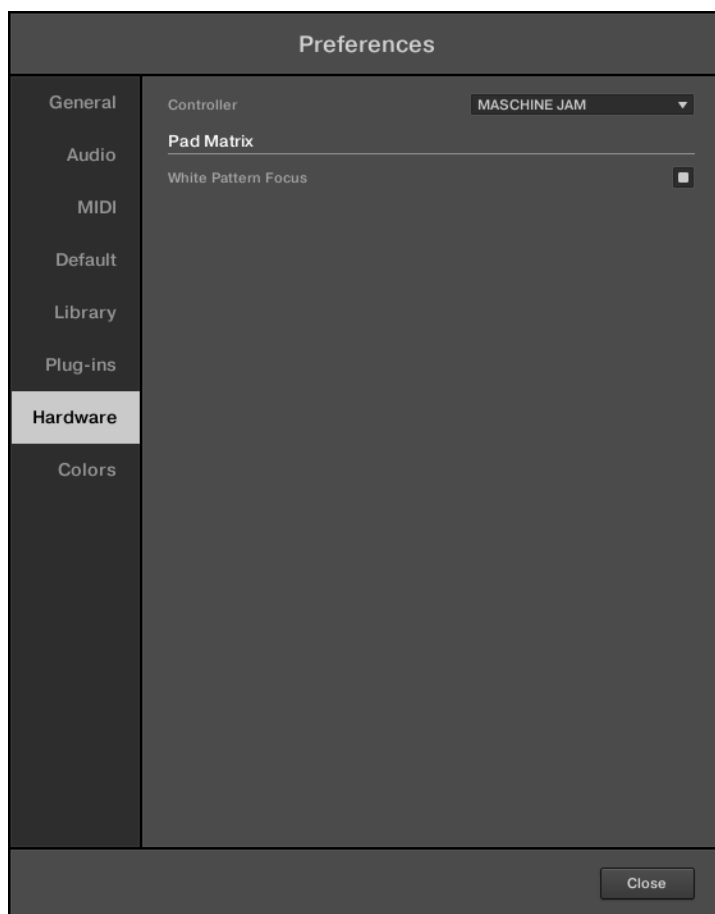 Preferences
General
Audio
MIDI
Default
Library
Plug-ins
Hardware
Colors
Controller MASCHINE JAM
Pad Matrix
White Pattern Focus
Close